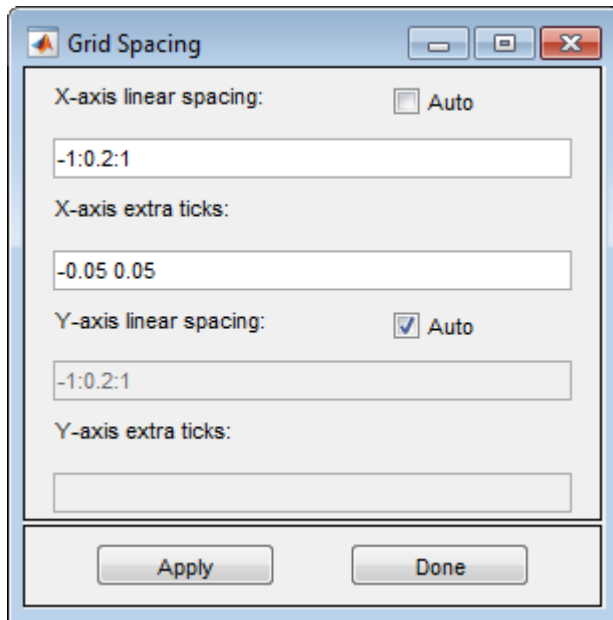 Grid Spacing
X-axis linear spacing:
Auto
-1:0.2:1
X-axis extra ticks:
-0.05 0.05
Y-axis linear spacing:
Auto
-1:0.2:1
Y-axis extra ticks:
Apply
Done